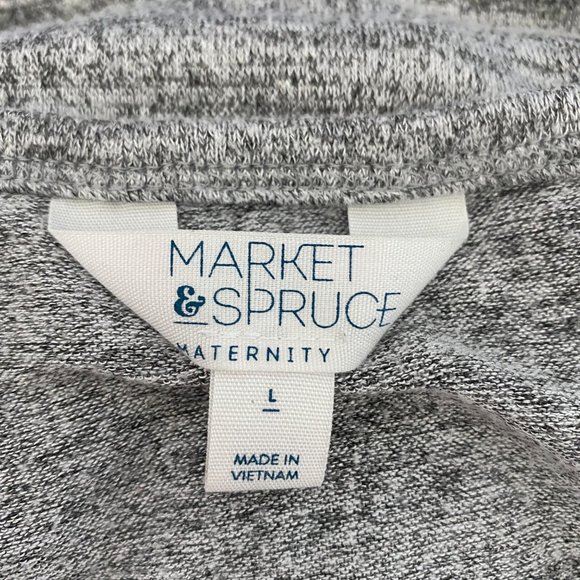 MARKET
&SPRUCE
MATERNITY
L
MADE IN
VIETNAM